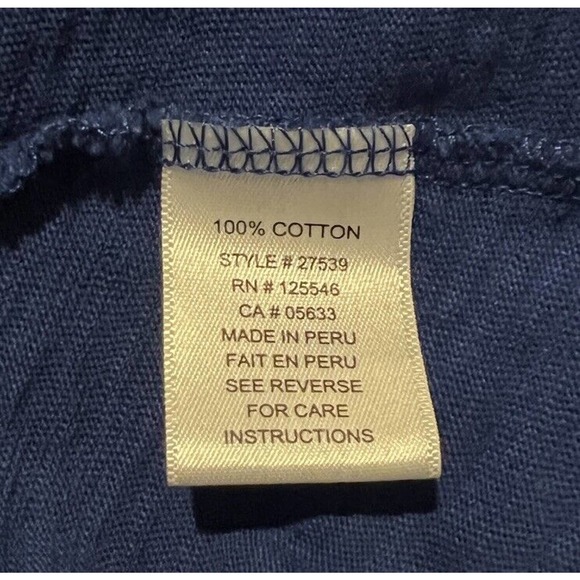 100% COTTON
STYLE # 27539
RN # 125546
CA # 05633
MADE IN PERU
FAIT EN PERU
SEE REVERSE
FOR CARE
INSTRUCTIONS